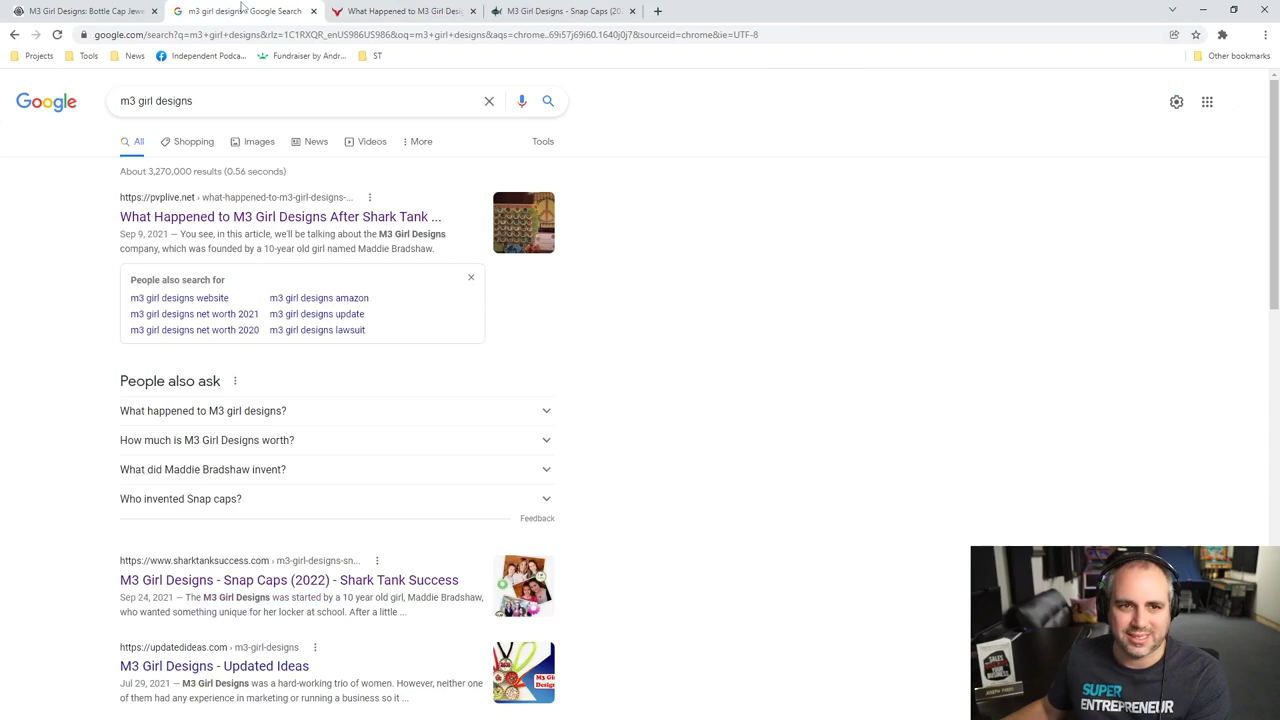 M3 Girl Designs: Bottle Cap Jewe
m3 girl designs - Google Search
What Happened to M3 Girl Desig
M3 Girl Designs - Snap Caps (202
google.com/search?q=m3+girl+designs&rlz=1C1RXQR_enUS986US986&oq=m3+girl+designs&aqs=chrome..69i57j69i60.1640j0j7&sourceid=chrome&ie=UTF-8
Projects
Tools
News
Independent Podca...
Fundraiser by Andr...
ST
Other bookmarks
Google
m3 girl designs
All
Shopping
Images
News
Videos
More
Tools
About 3,270,000 results (0.56 seconds)
https://pvplive.net › what-happened-to-m3-girl-designs-...
What Happened to M3 Girl Designs After Shark Tank ...
Sep 9, 2021 — You see, in this article, we'll be talking about the M3 Girl Designs
company, which was founded by a 10-year old girl named Maddie Bradshaw.
People also search for
m3 girl designs website
m3 girl designs amazon
m3 girl designs net worth 2021
m3 girl designs update
m3 girl designs net worth 2020
m3 girl designs lawsuit
People also ask
What happened to M3 girl designs?
How much is M3 Girl Designs worth?
What did Maddie Bradshaw invent?
Who invented Snap caps?
Feedback
https://www.sharktanksuccess.com › m3-girl-designs-sn...
M3 Girl Designs - Snap Caps (2022) - Shark Tank Success
Sep 24, 2021 — The M3 Girl Designs was started by a 10 year old girl, Maddie Bradshaw,
who wanted something unique for her locker at school. After a little ...
https://updatedideas.com › m3-girl-designs
M3 Girl Designs - Updated Ideas
Jul 29, 2021 — M3 Girl Designs was a hard-working trio of women. However, neither one
of them had any experience in marketing or running a business so it ...
SUPER
ENTREPRENEUR